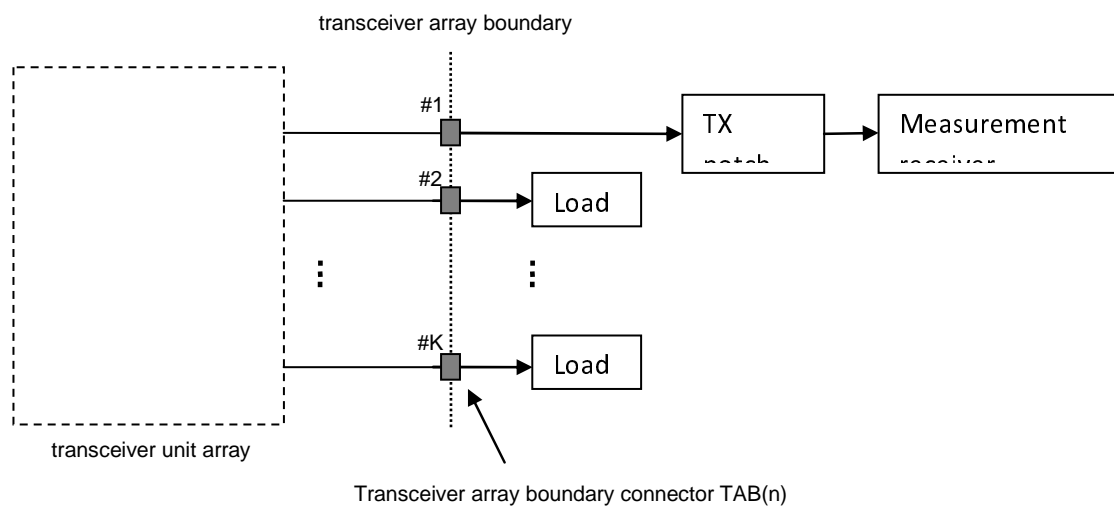 transceiver array boundary
#1
TX
Measurement
#2
Load
#K
Load
transceiver unit array
Transceiver array boundary connector TAB(n)